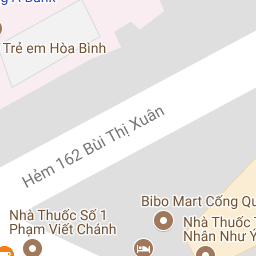 Trẻ em Hòa Bình
Hẻm 162 Bùi Thị Xuân
Bibo Mart Cống Qu
Nhà Thuốc Số 1
Phạm Viết Chánh
Nhà Thuốc T
Nhân Như Ý